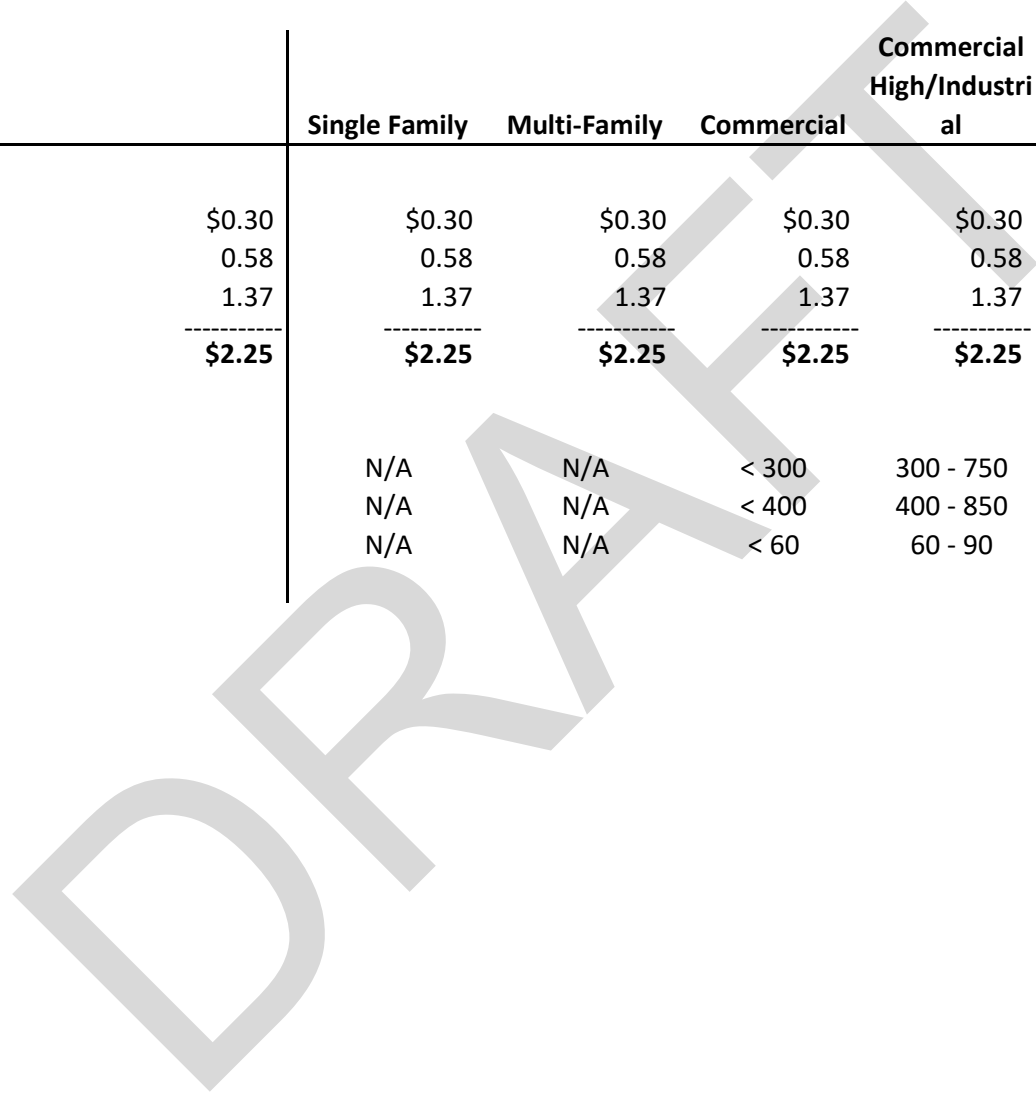 Commercial
High/Industri
Single Family Multi-Family Commercial al
$0.30 $0.30 $0.30 $0.30 $0.30
0.58 0.58 0.58 0.58 0.58
1.37 1.37 1.37 1.37 1.37
----------- ----------- ----------- ----------- -----------
$2.25 $2.25 $2.25 $2.25 $2.25
N/A N/A < 300 300 - 750
N/A N/A < 400 400 - 850
N/A N/A < 60 60 - 90
DRAFT